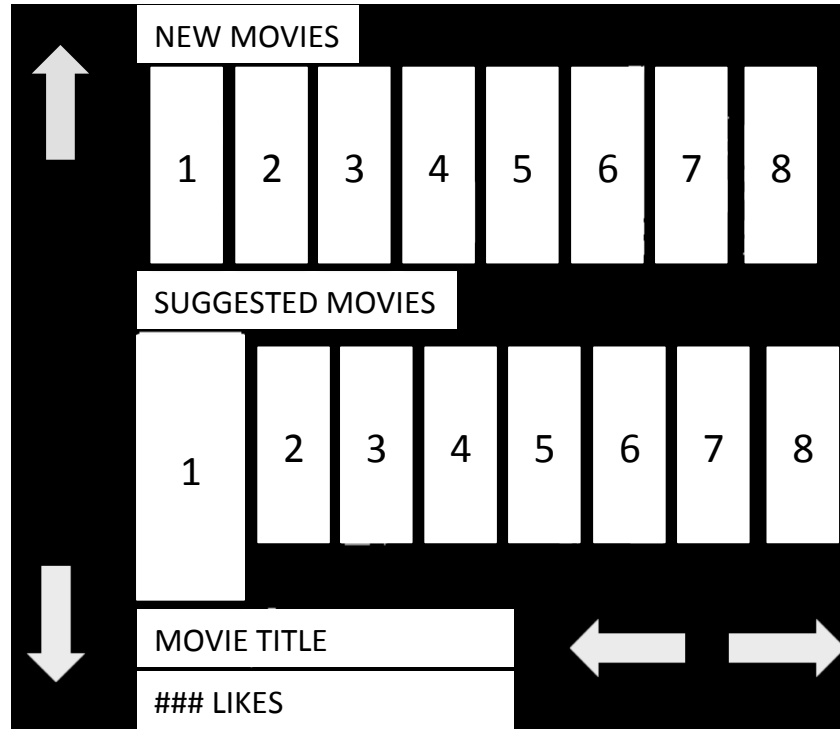 NEW MOVIES
1 2 3 4 5 6 7 8
SUGGESTED MOVIES
1 2 3 4 5 6 7 8
MOVIE TITLE
### LIKES